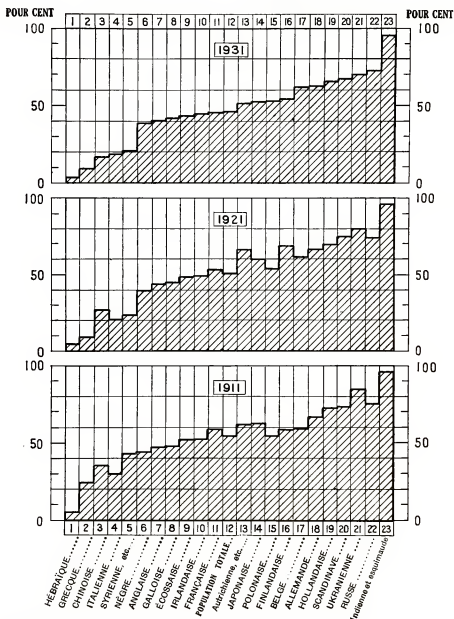 POUR CENT POUR CENT
1 2 3 4 5 6 7 8 9 10 11 12 13 14 15 16 17 18 19 20 21 22 23
100 100
1931
50 50
0 0
100 100
1921
50 50
0 0
100 100
1911
50 50
0 0
1 2 3 4 5 6 7 8 9 10 11 12 13 14 15 16 17 18 19 20 21 22 23
HÉBRAÏQUE
GRECQUE
CHINOISE
ITALIENNE
SYRIENNE, etc.
NÈGRE
ANGLAISE
GALLOISE
ÉCOSSAISE
IRLANDAISE
FRANÇAISE
POPULATION TOTALE
Autrichienne, etc.
JAPONAISE
POLONAISE
FINLANDAISE
BELGE
ALLEMANDE
HOLLANDAISE
SCANDINAVE
UKRANIENNE
RUSSE
Indienne et esquimaude